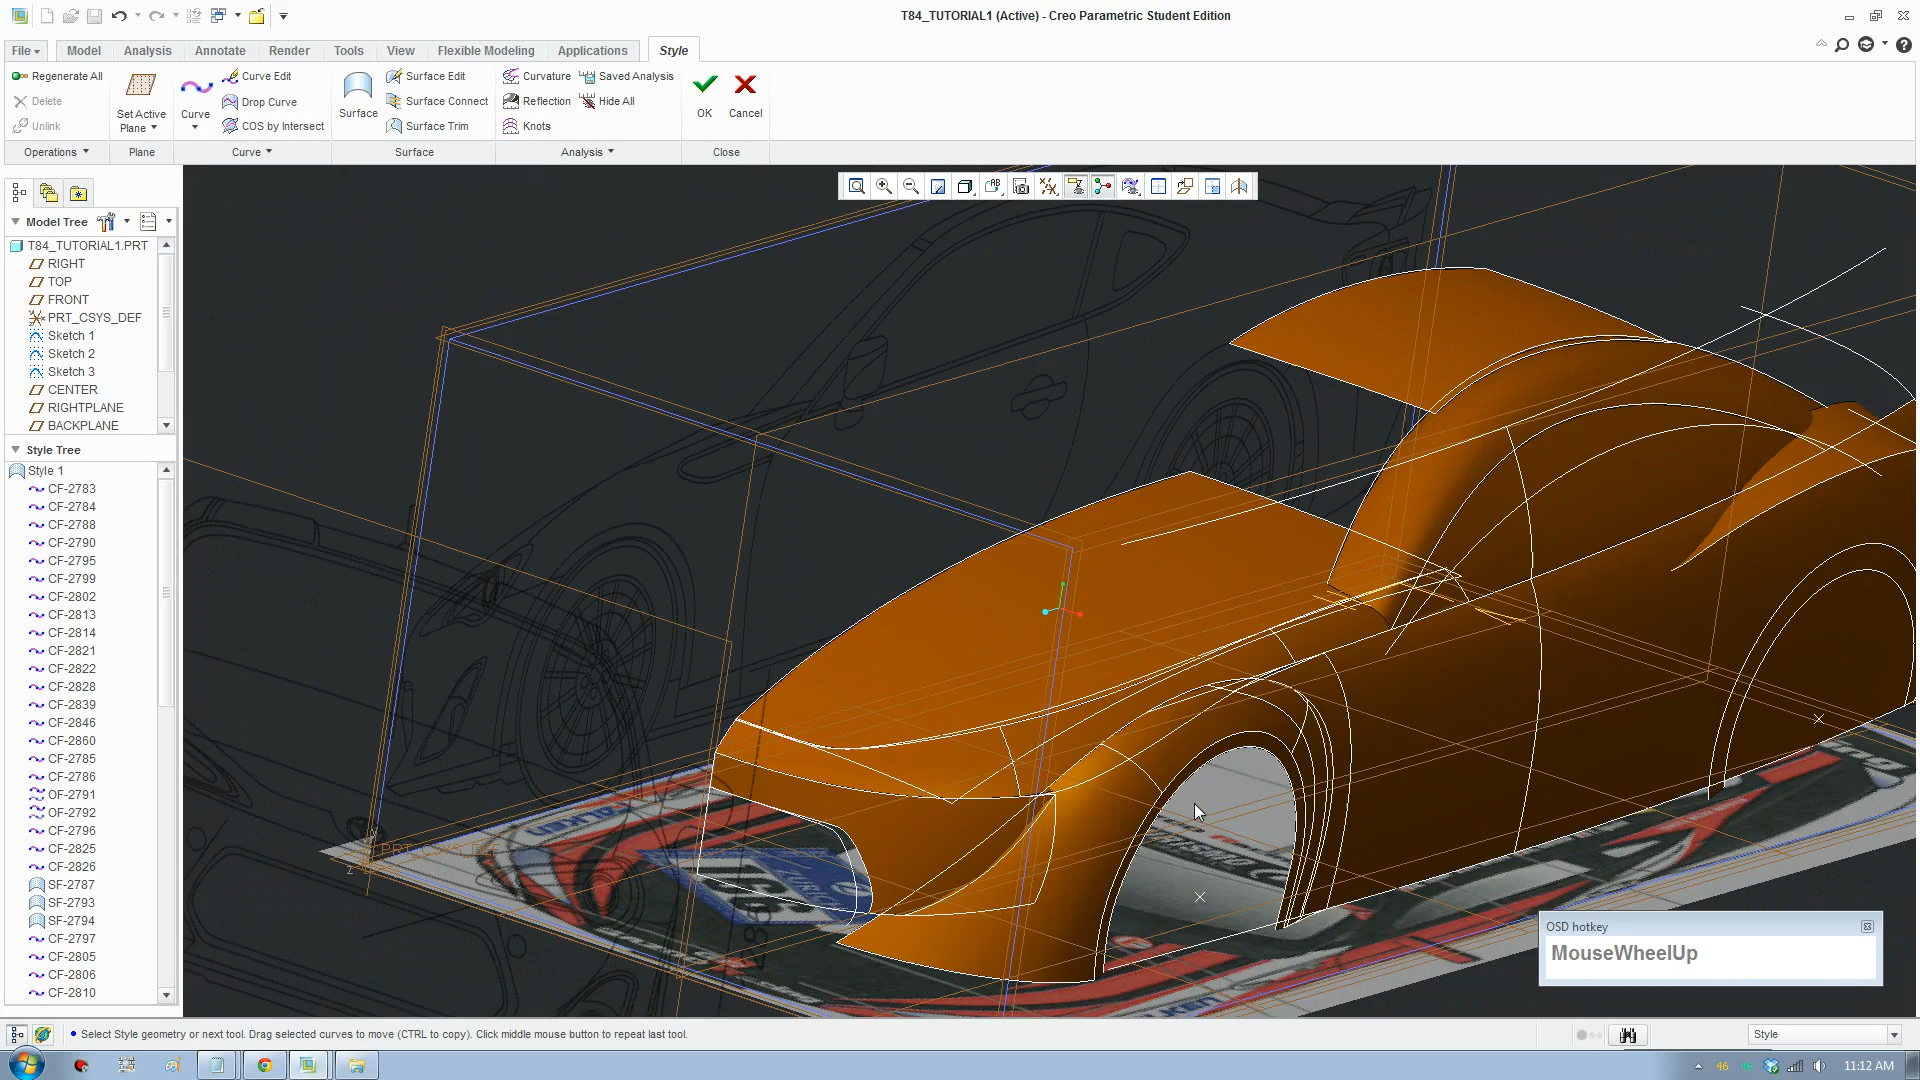 T84_TUTORIAL1 (Active) - Creo Parametric Student Edition
File
Model
Analysis
Annotate
Render
Tools
View
Flexible Modeling
Applications
Style
Regenerate All
Delete
Unlink
Set Active Plane
Curve
Curve Edit
Drop Curve
COS by Intersect
Surface
Surface Edit
Surface Connect
Surface Trim
Curvature
Reflection
Knots
Saved Analysis
Hide All
OK
Cancel
Operations
Plane
Curve
Surface
Analysis
Close
Model Tree
T84_TUTORIAL1.PRT
RIGHT
TOP
FRONT
PRT_CSYS_DEF
Sketch 1
Sketch 2
Sketch 3
CENTER
RIGHTPLANE
BACKPLANE
Style Tree
Style 1
CF-2783
CF-2784
CF-2788
CF-2790
CF-2795
CF-2799
CF-2802
CF-2813
CF-2814
CF-2821
CF-2822
CF-2828
CF-2839
CF-2846
CF-2860
CF-2785
CF-2786
OF-2791
OF-2792
CF-2796
CF-2825
CF-2826
SF-2787
SF-2793
SF-2794
CF-2797
CF-2805
CF-2806
CF-2810
PRT_CSYS_DEF
Z
OSD hotkey
MouseWheelUp
Select Style geometry or next tool. Drag selected curves to move (CTRL to copy). Click middle mouse button to repeat last tool.
Style
46
11:12 AM